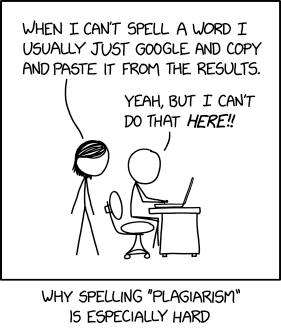 WHEN I CAN'T SPELL A WORD I
USUALLY JUST GOOGLE AND COPY
AND PASTE IT FROM THE RESULTS.
YEAH, BUT I CAN'T
DO THAT HERE!!
WHY SPELLING "PLAGIARISM"
IS ESPECIALLY HARD